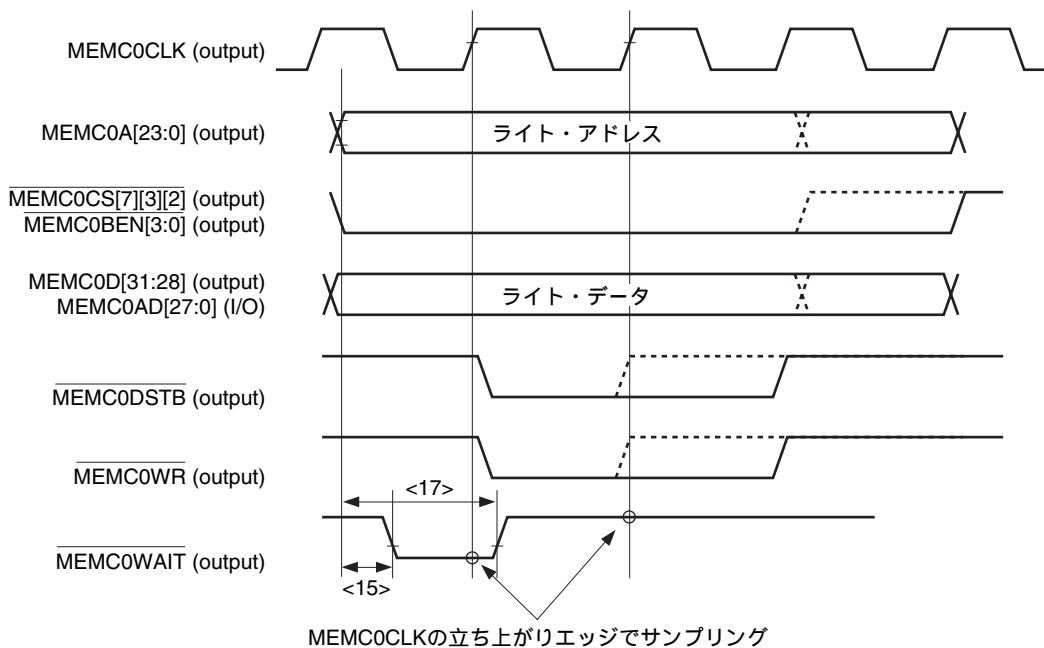 MEMC0CLK (output)
MEMC0A[23:0] (output)
ライト・アドレス
MEMC0CS[7][3][2] (output)
MEMC0BEN[3:0] (output)
MEMC0D[31:28] (output)
MEMC0AD[27:0] (I/O)
ライト・データ
MEMC0DSTB (output)
MEMC0WR (output)
<17>
MEMC0WAIT (output)
<15>
MEMC0CLKの立ち上がりエッジでサンプリング